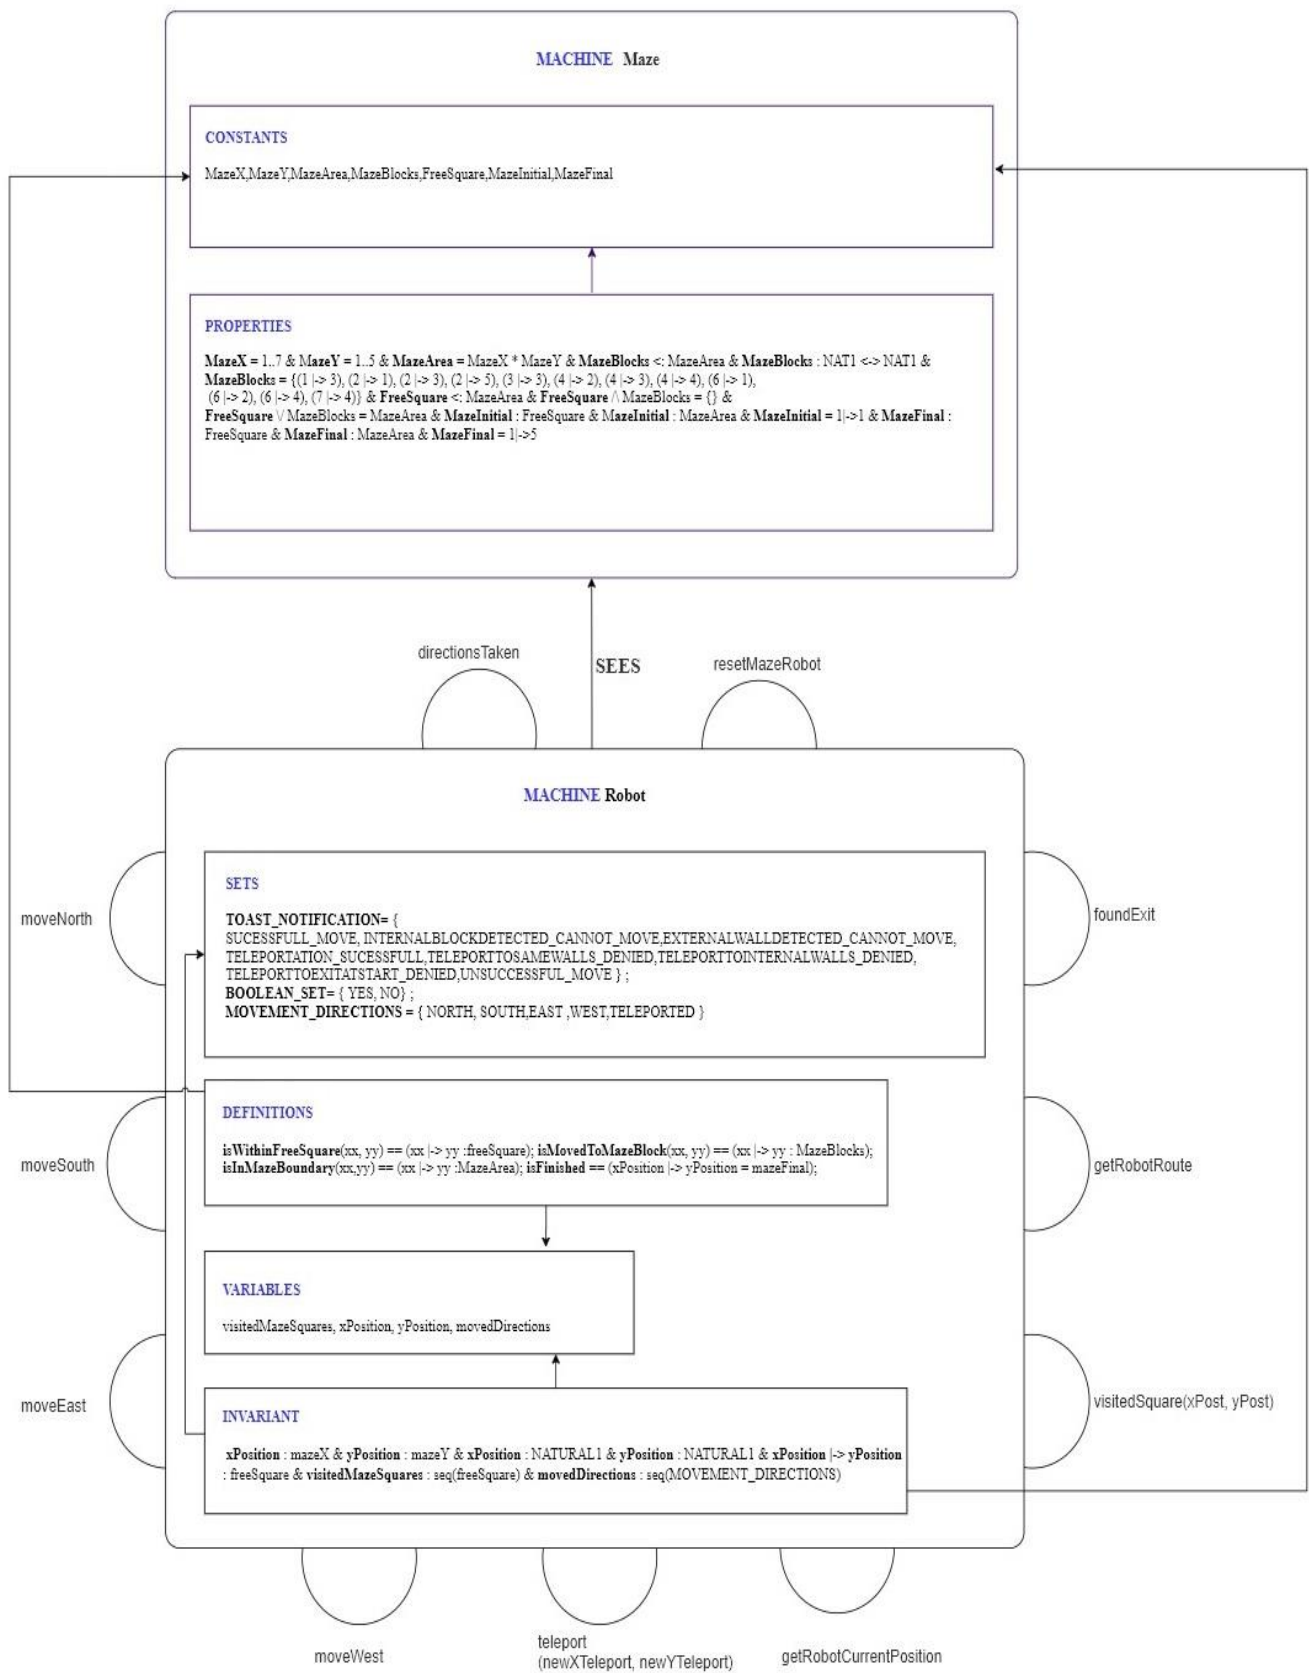 MACHINE Maze
CONSTANTS
MazeX,MazeY,MazeArea,MazeBlocks,FreeSquare,MazeInitial,MazeFinal
PROPERTIES
MazeX = 1..7 & MazeY = 1..5 & MazeArea = MazeX * MazeY & MazeBlocks <: MazeArea & MazeBlocks : NAT1 <-> NAT1 &
MazeBlocks = {(1 |-> 3), (2 |-> 1), (2 |-> 3), (2 |-> 5), (3 |-> 3), (4 |-> 2), (4 |-> 3), (4 |-> 4), (6 |-> 1),
(6 |-> 2), (6 |-> 4), (7 |-> 4)} & FreeSquare <: MazeArea & FreeSquare /\ MazeBlocks = {} &
FreeSquare \/ MazeBlocks = MazeArea & MazeInitial : FreeSquare & MazeInitial : MazeArea & MazeInitial = 1|->1 & MazeFinal :
FreeSquare & MazeFinal : MazeArea & MazeFinal = 1|->5
directionsTaken
SEES
resetMazeRobot
MACHINE Robot
SETS
TOAST_NOTIFICATION= {
SUCESSFULL_MOVE, INTERNALBLOCKDETECTED_CANNOT_MOVE,EXTERNALWALLDETECTED_CANNOT_MOVE,
TELEPORTATION_SUCESSFULL,TELEPORTTOSAMEWALLS_DENIED,TELEPORTTOINTERNALWALLS_DENIED,
TELEPORTTOEXITATSTART_DENIED,UNSUCCESSFUL_MOVE } ;
BOOLEAN_SET= { YES, NO} ;
MOVEMENT_DIRECTIONS = { NORTH, SOUTH,EAST ,WEST,TELEPORTED }
moveNorth
foundExit
DEFINITIONS
isWithinFreeSquare(xx, yy) == (xx |-> yy :freeSquare); isMovedToMazeBlock(xx, yy) == (xx |-> yy : MazeBlocks);
isInMazeBoundary(xx,yy) == (xx |-> yy :MazeArea); isFinished == (xPosition |-> yPosition = mazeFinal);
moveSouth
getRobotRoute
VARIABLES
visitedMazeSquares, xPosition, yPosition, movedDirections
moveEast
visitedSquare(xPost, yPost)
INVARIANT
xPosition : mazeX & yPosition : mazeY & xPosition : NATURAL1 & yPosition : NATURAL1 & xPosition |-> yPosition
: freeSquare & visitedMazeSquares : seq(freeSquare) & movedDirections : seq(MOVEMENT_DIRECTIONS)
moveWest
teleport
(newXTeleport, newYTeleport)
getRobotCurrentPosition